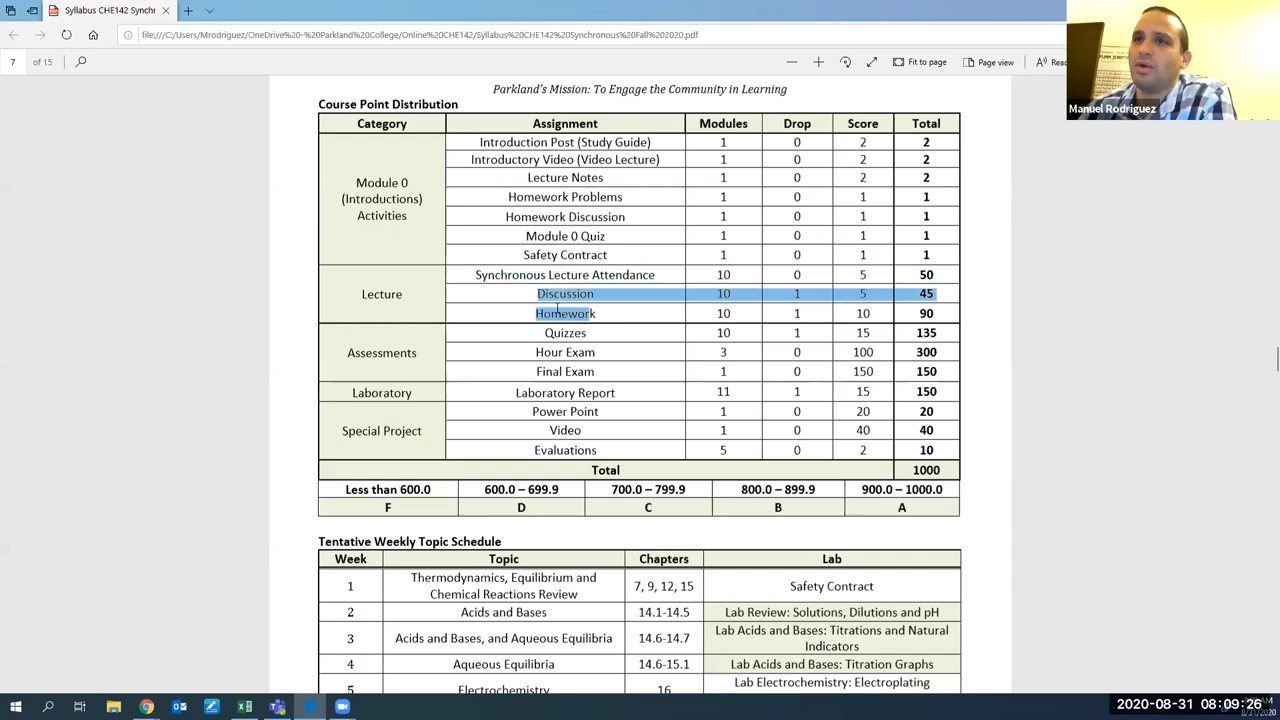 Syllabus CHE142 Synchr
file:///C:/Users/Mrodriguez/OneDrive%20-%20Parkland%20College/Online%20CHE142/Syllabus%20CHE142%20Synchronous%20Fall%202020.pdf
7 of 15 Fit to page Page view
Manuel Rodriguez
Parkland's Mission: To Engage the Community in Learning
Course Point Distribution
Category Assignment Modules Drop Score Total
Module 0 (Introductions) Activities
Introduction Post (Study Guide) 1 0 2 2
Introductory Video (Video Lecture) 1 0 2 2
Lecture Notes 1 0 2 2
Homework Problems 1 0 1 1
Homework Discussion 1 0 1 1
Module 0 Quiz 1 0 1 1
Safety Contract 1 0 1 1
Lecture
Synchronous Lecture Attendance 10 0 5 50
Discussion 10 1 5 45
Homework 10 1 10 90
Assessments
Quizzes 10 1 15 135
Hour Exam 3 0 100 300
Final Exam 1 0 150 150
Laboratory Laboratory Report 11 1 15 150
Special Project
Power Point 1 0 20 20
Video 1 0 40 40
Evaluations 5 0 2 10
Total 1000
Less than 600.0 600.0 – 699.9 700.0 – 799.9 800.0 – 899.9 900.0 – 1000.0
F D C B A
Tentative Weekly Topic Schedule
Week Topic Chapters Lab
1 Thermodynamics, Equilibrium and Chemical Reactions Review 7, 9, 12, 15 Safety Contract
2 Acids and Bases 14.1-14.5 Lab Review: Solutions, Dilutions and pH
3 Acids and Bases, and Aqueous Equilibria 14.6-14.7 Lab Acids and Bases: Titrations and Natural Indicators
4 Aqueous Equilibria 14.6-15.1 Lab Acids and Bases: Titration Graphs
5 Electrochemistry 16 Lab Electrochemistry: Electroplating
2020-08-31 08:09:26